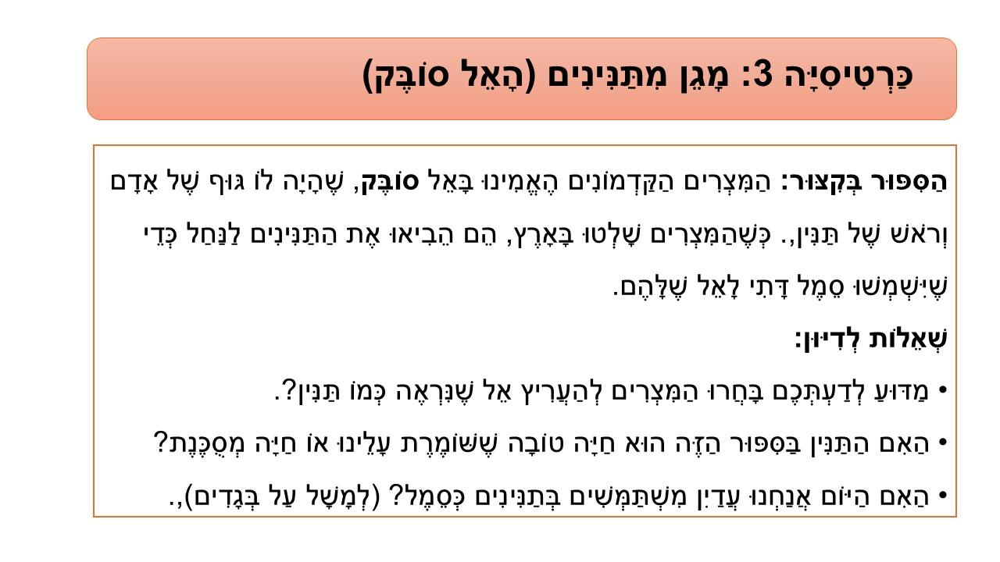 כַּרְטִיסִיָּה 3: מָגֵן מִתַּנִּינִים (הָאֵל סוֹבֶּק)
הַסִּפּוּר בְּקִצּוּר: הַמִּצְרִים הַקַּדְמוֹנִים הֶאֱמִינוּ בָּאֵל סוֹבֶּק, שֶׁהָיָה לוֹ גּוּף שֶׁל אָדָם
וְרֹאשׁ שֶׁל תַּנִּין,. כְּשֶׁהַמִּצְרִים שָׁלְטוּ בָּאָרֶץ, הֵם הֵבִיאוּ אֶת הַתַּנִּינִים לַנַּחַל כְּדֵי
שֶׁיְּשַׁמְּשׁוּ סֵמֶל דָּתִי לָאֵל שֶׁלָּהֶם.
שְׁאֵלוֹת לְדִיּוּן:
• מַדּוּעַ לְדַעְתְּכֶם בָּחֲרוּ הַמִּצְרִים לְהַעֲרִיץ אֵל שֶׁנִּרְאֶה כְּמוֹ תַּנִּין?.
• הַאִם הַתַּנִּין בַּסִּפּוּר הַזֶּה הוּא חַיָּה טוֹבָה שֶׁשּׁוֹמֶרֶת עָלֵינוּ אוֹ חַיָּה מְסֻכֶּנֶת?
• הַאִם הַיּוֹם אֲנַחְנוּ עֲדַיִן מִשְׁתַּמְּשִׁים בְּתַנִּינִים כְּסֵמֶל? (לְמָשָׁל עַל בְּגָדִים),.